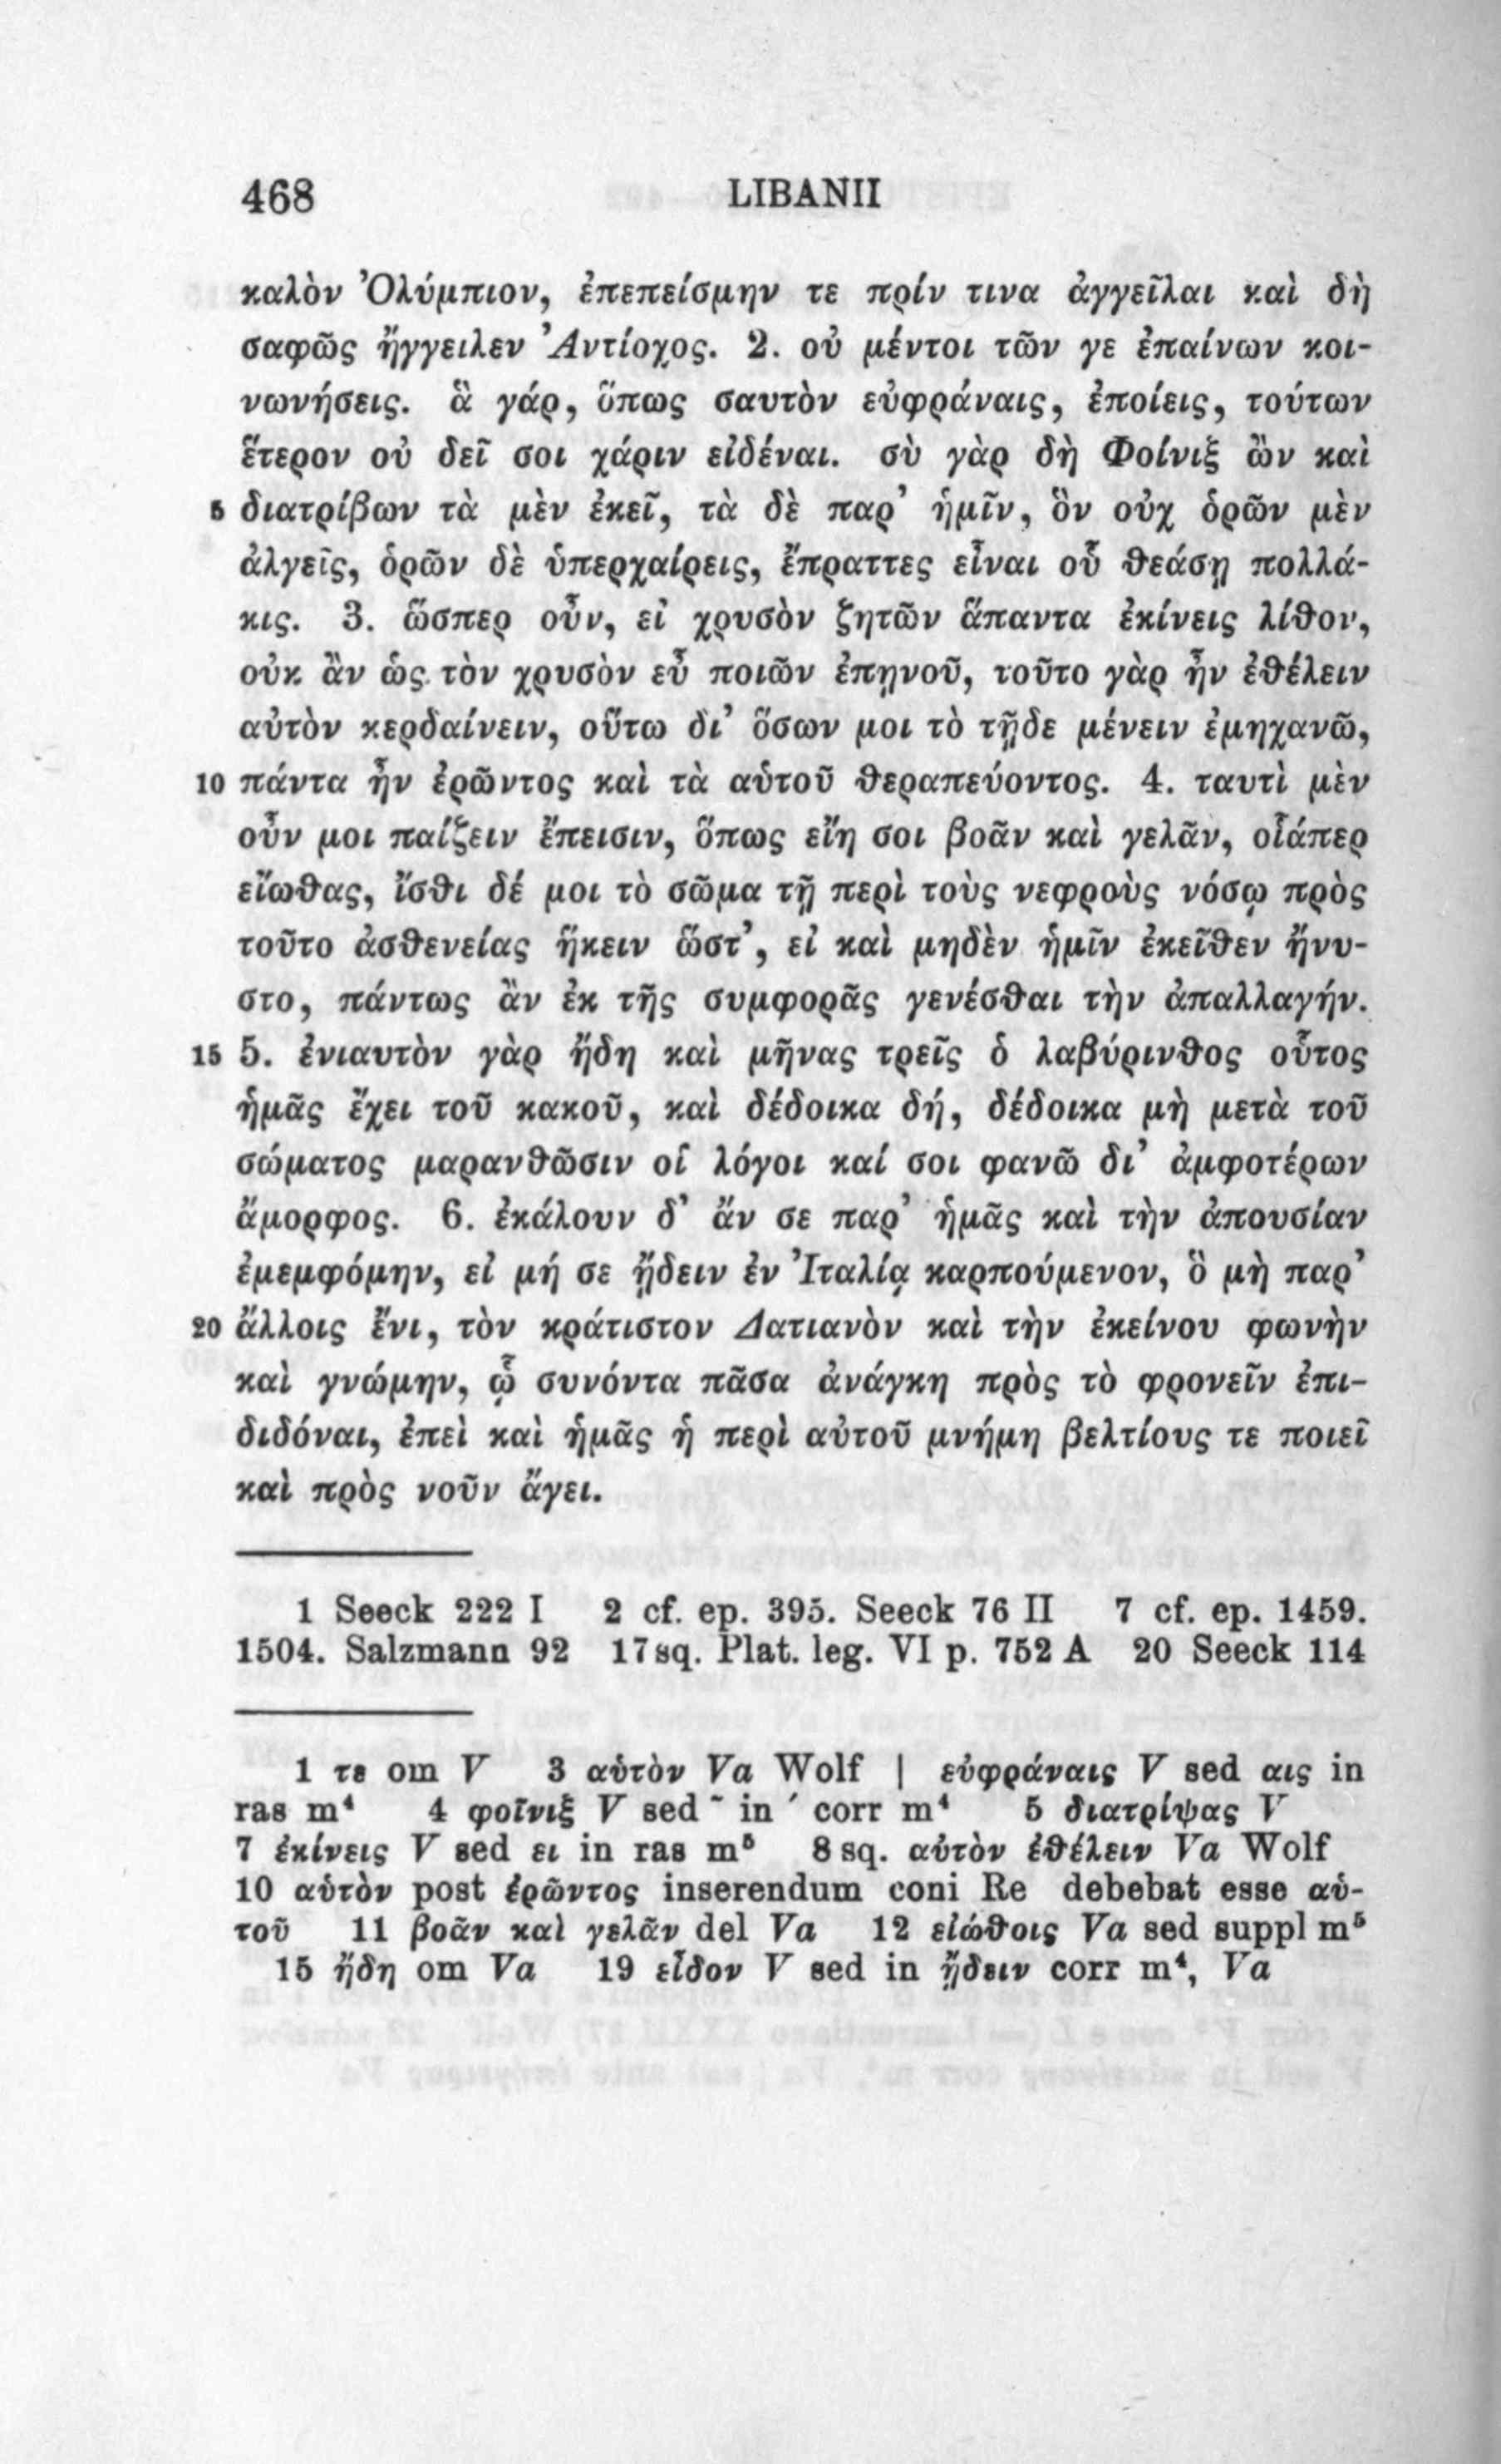 468 LIBANII
καλὸν Ὀλύμπιον, ἐπεπείσμην τε πρίν τινα ἀγγεῖλαι καὶ δὴ
σαφῶς ἤγγειλεν Ἀντίοχος. 2. οὐ μέντοι τῶν γε ἐπαίνων κοι-
νωνήσεις. ἃ γάρ, ὅπως σαυτὸν εὐφράναις, ἐποίεις, τούτων
ἕτερον οὐ δεῖ σοι χάριν εἰδέναι. σὺ γὰρ δὴ Φοίνιξ ὢν καὶ
5 διατρίβων τὰ μὲν ἐκεῖ, τὰ δὲ παρ’ ἡμῖν, ὃν οὐχ ὁρῶν μὲν
ἀλγεῖς, ὁρῶν δὲ ὑπερχαίρεις, ἔπραττες εἶναι οὗ θεάσῃ πολλά-
κις. 3. ὥσπερ οὖν, εἰ χρυσὸν ζητῶν ἅπαντα ἐκίνεις λίθον,
οὐκ ἂν ὡς τὸν χρυσὸν εὖ ποιῶν ἐπῃνοῦ, τοῦτο γὰρ ἦν ἐθέλειν
αὐτὸν κερδαίνειν, οὕτω δι’ ὅσων μοι τὸ τῇδε μένειν ἐμηχανῶ,
10 πάντα ἦν ἐρῶντος καὶ τὰ αὑτοῦ θεραπεύοντος. 4. ταυτὶ μὲν
οὖν μοι παίζειν ἔπεισιν, ὅπως εἴη σοι βοᾶν καὶ γελᾶν, οἷάπερ
εἴωθας, ἴσθι δέ μοι τὸ σῶμα τῇ περὶ τοὺς νεφροὺς νόσῳ πρὸς
τοῦτο ἀσθενείας ἥκειν ὥστ’, εἰ καὶ μηδὲν ἡμῖν ἐκεῖθεν ἤνυ-
στο, πάντως ἂν ἐκ τῆς συμφορᾶς γενέσθαι τὴν ἀπαλλαγήν.
15 5. ἐνιαυτὸν γὰρ ἤδη καὶ μῆνας τρεῖς ὁ λαβύρινθος οὗτος
ἡμᾶς ἔχει τοῦ κακοῦ, καὶ δέδοικα δή, δέδοικα μὴ μετὰ τοῦ
σώματος μαρανθῶσιν οἱ λόγοι καί σοι φανῶ δι’ ἀμφοτέρων
ἄμορφος. 6. ἐκάλουν δ’ ἄν σε παρ’ ἡμᾶς καὶ τὴν ἀπουσίαν
ἐμεμφόμην, εἰ μή σε ᾔδειν ἐν Ἰταλίᾳ καρπούμενον, ὃ μὴ παρ’
20 ἄλλοις ἔνι, τὸν κράτιστον Δατιανὸν καὶ τὴν ἐκείνου φωνὴν
καὶ γνώμην, ᾧ συνόντα πᾶσα ἀνάγκη πρὸς τὸ φρονεῖν ἐπι-
διδόναι, ἐπεὶ καὶ ἡμᾶς ἡ περὶ αὐτοῦ μνήμη βελτίους τε ποιεῖ
καὶ πρὸς νοῦν ἄγει.
1 Seeck 222 I 2 cf. ep. 395. Seeck 76 II 7 cf. ep. 1459.
1504. Salzmann 92 17 sq. Plat. leg. VI p. 752 A 20 Seeck 114
1 τε om V 3 αὑτὸν Va Wolf | εὐφράναις V sed αις in
ras m⁴ 4 φοῖνιξ V sed ῀ in ´ corr m⁴ 5 διατρίψας V
7 ἐκίνεις V sed ει in ras m⁵ 8 sq. αὐτὸν ἐθέλειν Va Wolf
10 αὑτὸν post ἐρῶντος inserendum coni Re debebat esse αὑ-
τοῦ 11 βοᾶν καὶ γελᾶν del Va 12 εἰώθοις Va sed suppl m⁵
15 ἤδη om Va 19 εἶδον V sed in ᾔδειν corr m⁴, Va